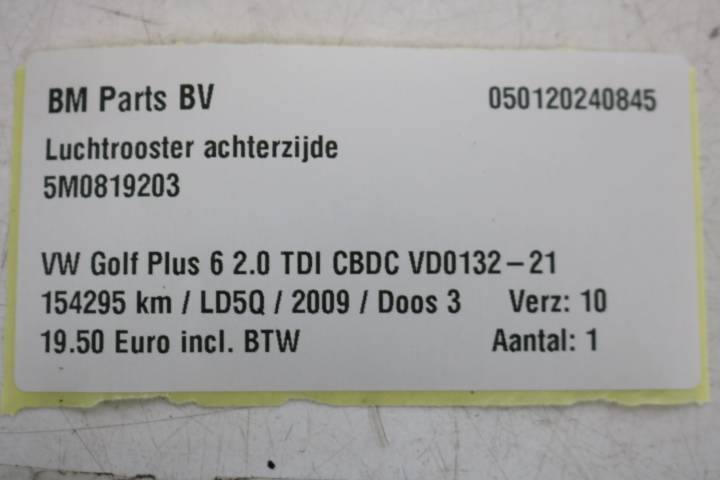 BM Parts BV 050120240845
Luchtrooster achterzijde
5M0819203
VW Golf Plus 6 2.0 TDI CBDC VD0132-21
154295 km / LD5Q / 2009 / Doos 3 Verz: 10
19.50 Euro incl. BTW Aantal: 1